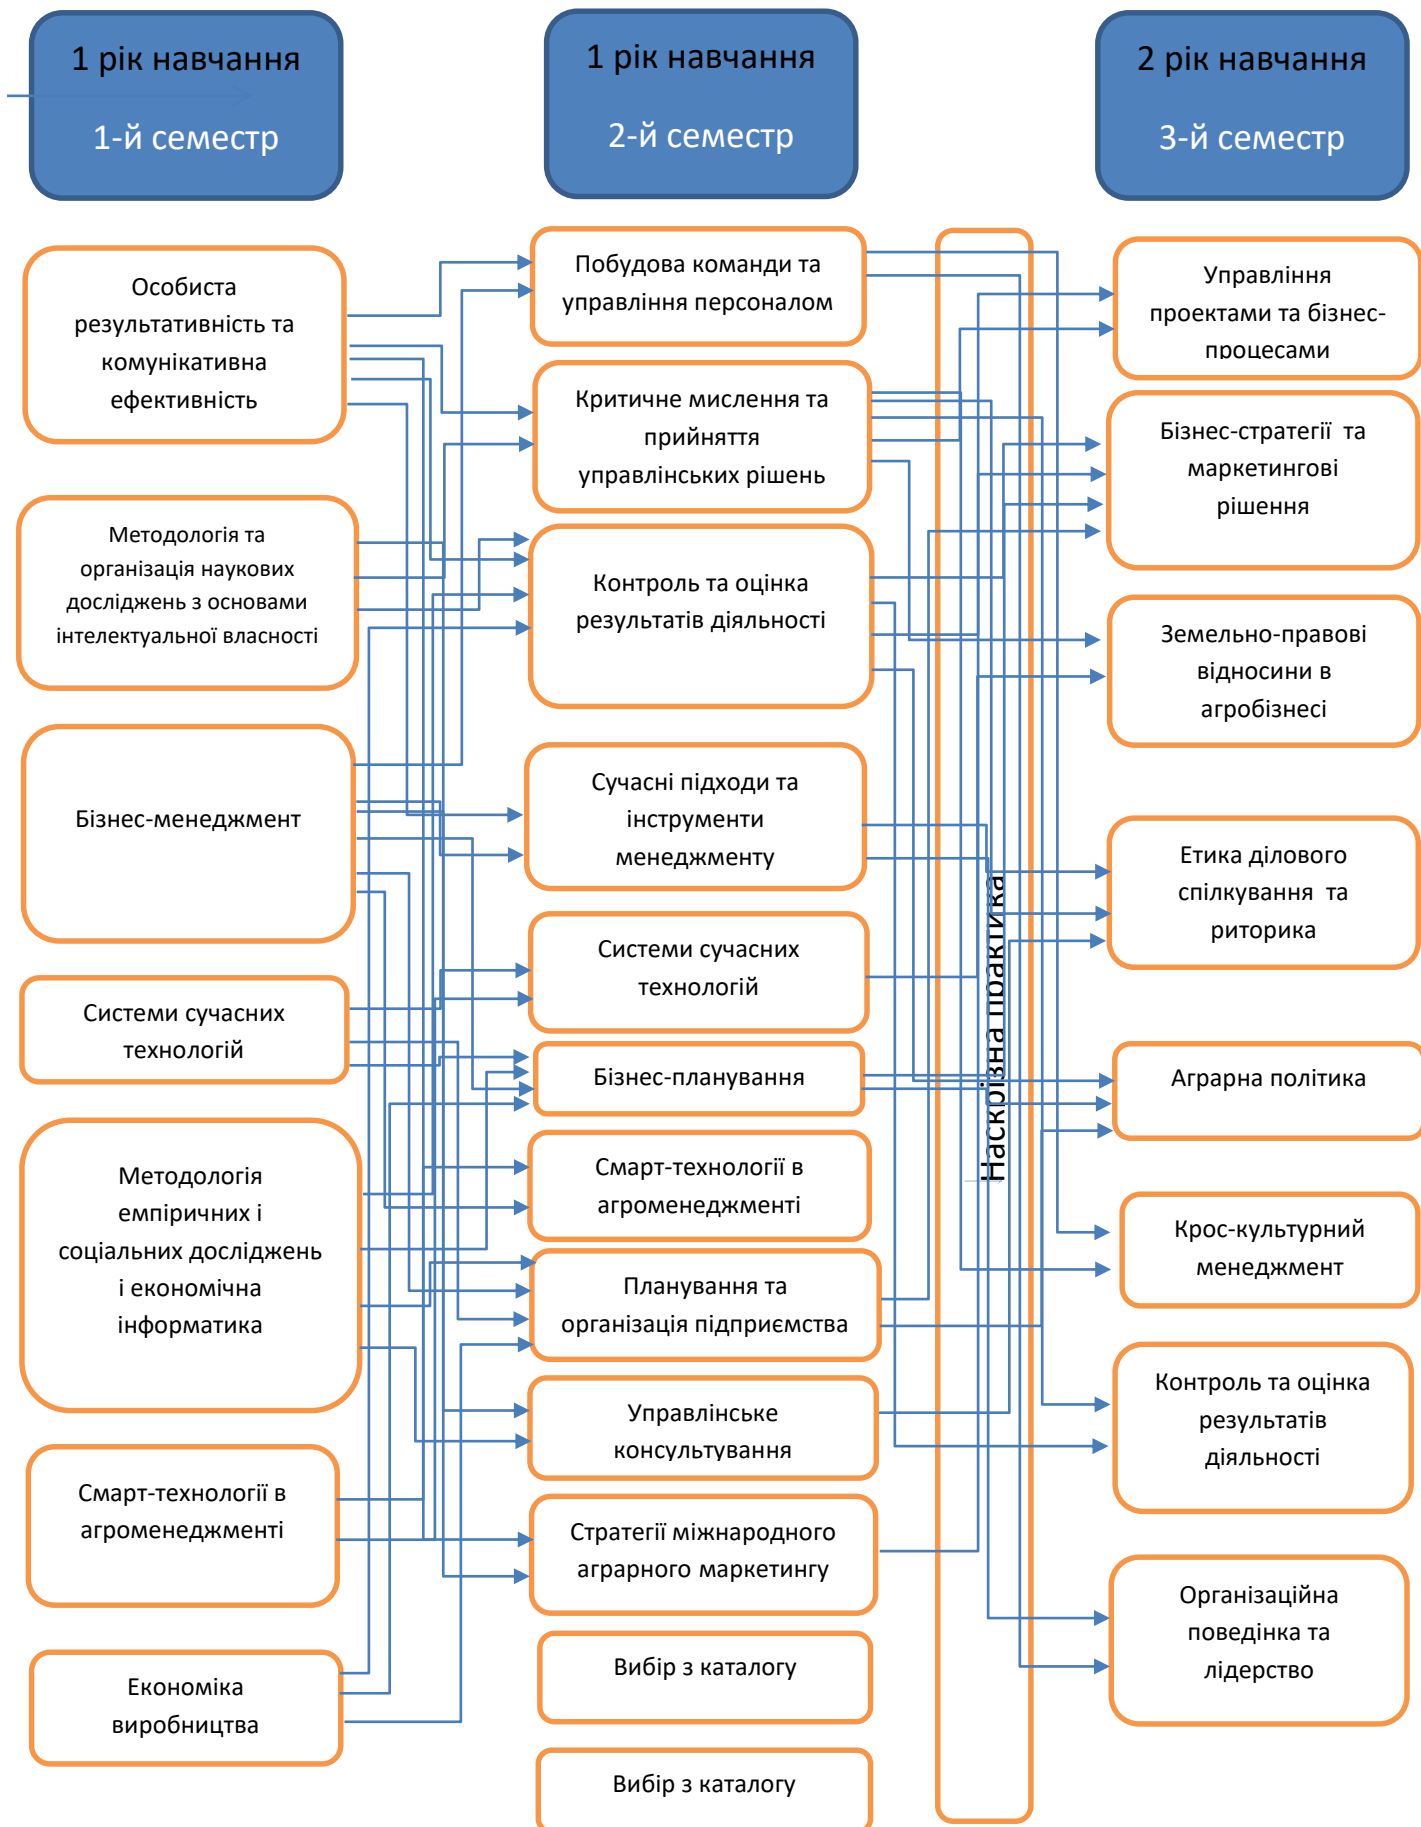 1 рік навчання
1-й семестр
1 рік навчання
2-й семестр
2 рік навчання
3-й семестр
Особиста
результативність та
комунікативна
ефективність
Методологія та
організація наукових
досліджень з основами
інтелектуальної власності
Бізнес-менеджмент
Системи сучасних
технологій
Методологія
емпіричних і
соціальних досліджень
і економічна
інформатика
Смарт-технології в
агроменеджменті
Економіка
виробництва
Побудова команди та
управління персоналом
Критичне мислення та
прийняття
управлінських рішень
Контроль та оцінка
результатів діяльності
Сучасні підходи та
інструменти
менеджменту
Системи сучасних
технологій
Бізнес-планування
Смарт-технології в
агроменеджменті
Планування та
організація підприємства
Управлінське
консультування
Стратегії міжнародного
аграрного маркетингу
Вибір з каталогу
Вибір з каталогу
Наскрізна практика
Управління
проектами та бізнес-
процесами
Бізнес-стратегії та
маркетингові
рішення
Земельно-правові
відносини в
агробізнесі
Етика ділового
спілкування та
риторика
Аграрна політика
Крос-культурний
менеджмент
Контроль та оцінка
результатів
діяльності
Організаційна
поведінка та
лідерство